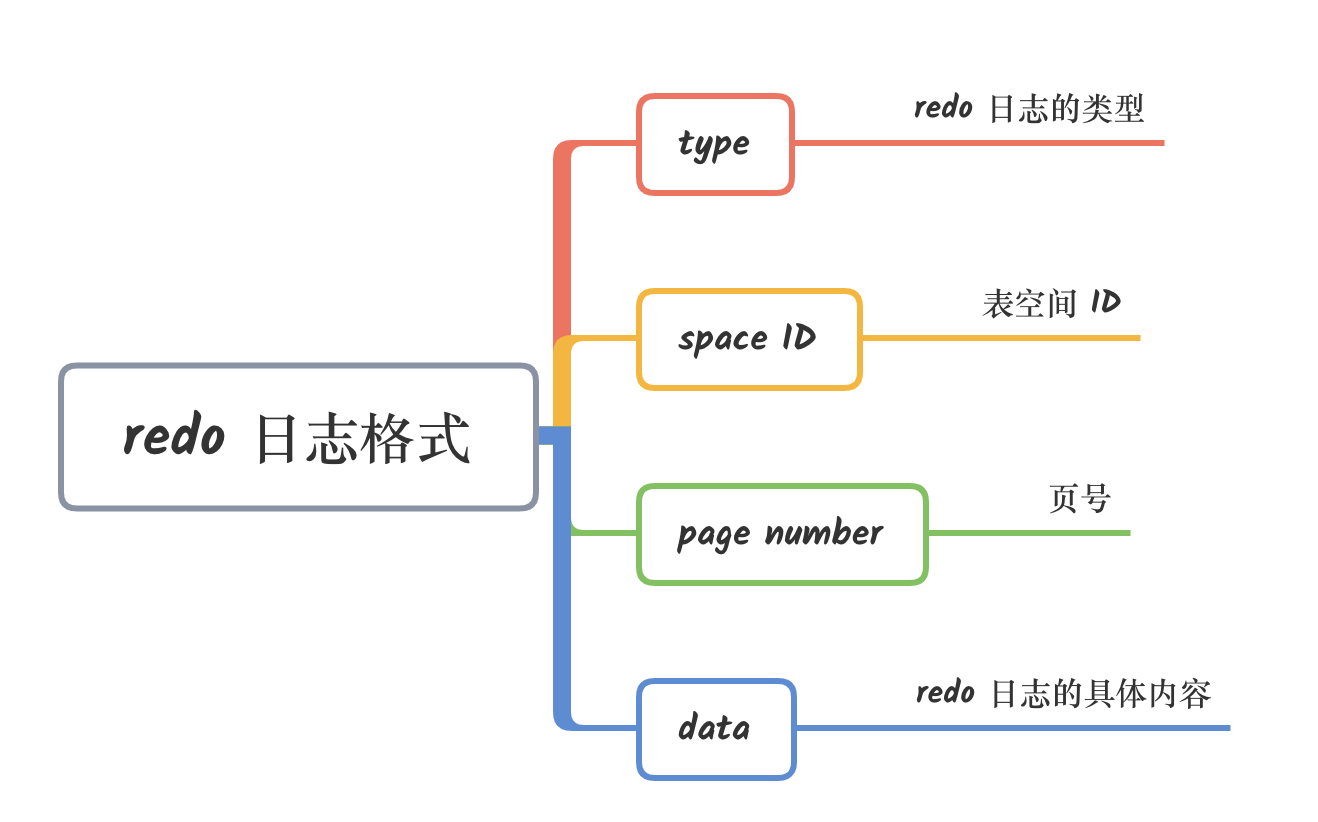 redo 日志格式
type
redo 日志的类型
space ID
表空间 ID
page number
页号
data
redo 日志的具体内容